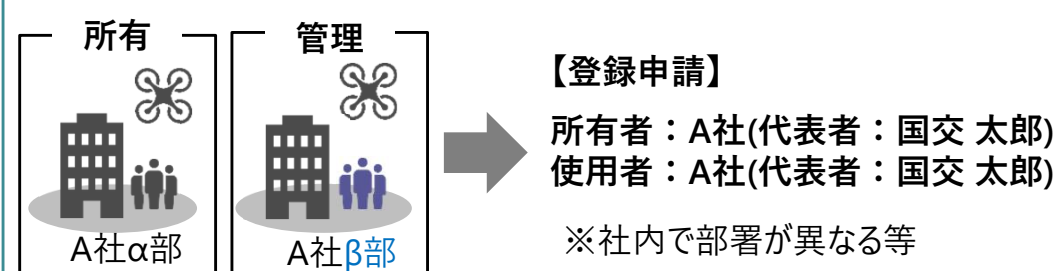 所有
管理
A社α部
A社β部
【登録申請】
所有者：A社(代表者：国交 太郎)
使用者：A社(代表者：国交 太郎)
※社内で部署が異なる等